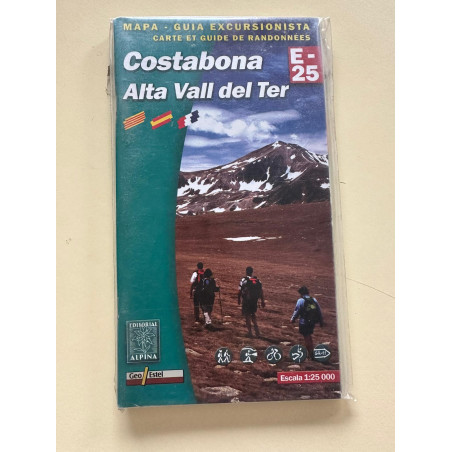 MAPA - GUIA EXCURSIONISTA
CARTE ET GUIDE DE RANDONNÉES
Costabona
Alta Vall del Ter
E-
25
EDITORIAL
ALPINA
Geo Estel
Escala 1:25 000